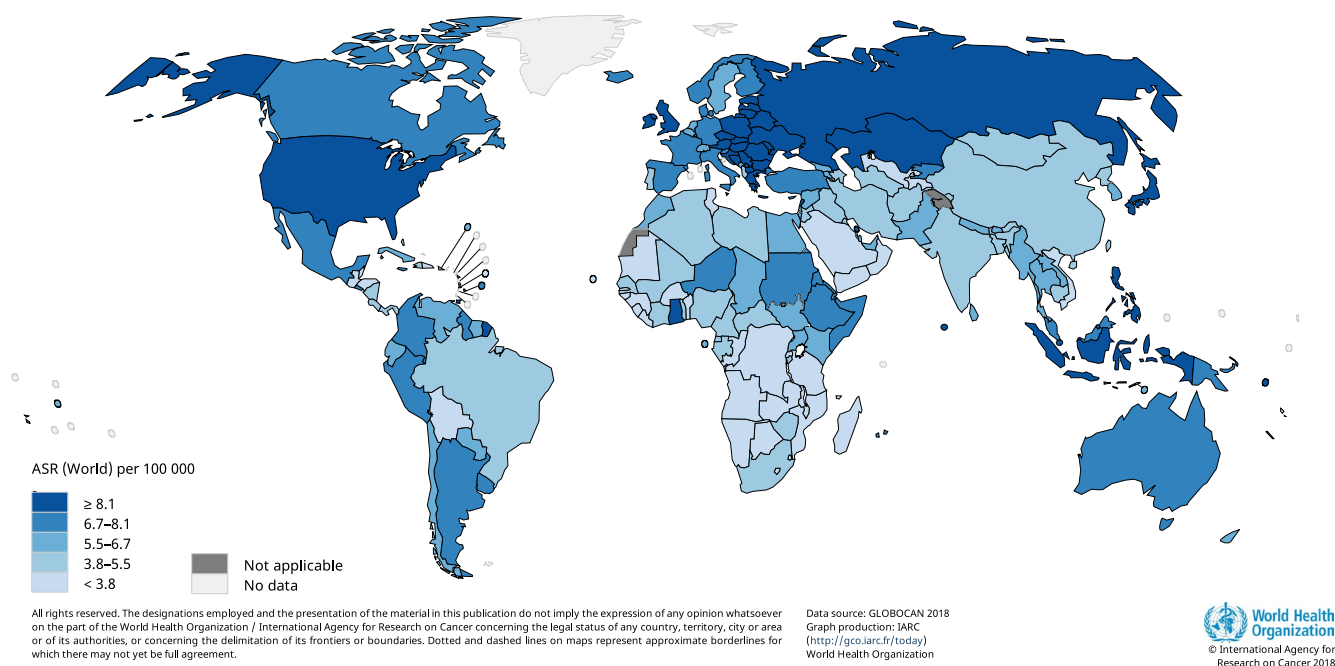 ASR (World) per 100 000
≥ 8.1
6.7–8.1
5.5–6.7
3.8–5.5
< 3.8
Not applicable
No data
All rights reserved. The designations employed and the presentation of the material in this publication do not imply the expression of any opinion whatsoever
on the part of the World Health Organization / International Agency for Research on Cancer concerning the legal status of any country, territory, city or area
or of its authorities, or concerning the delimitation of its frontiers or boundaries. Dotted and dashed lines on maps represent approximate borderlines for
which there may not yet be full agreement.
Data source: GLOBOCAN 2018
Graph production: IARC
(http://gco.iarc.fr/today)
World Health Organization
World Health
Organization
© International Agency for
Research on Cancer 2018